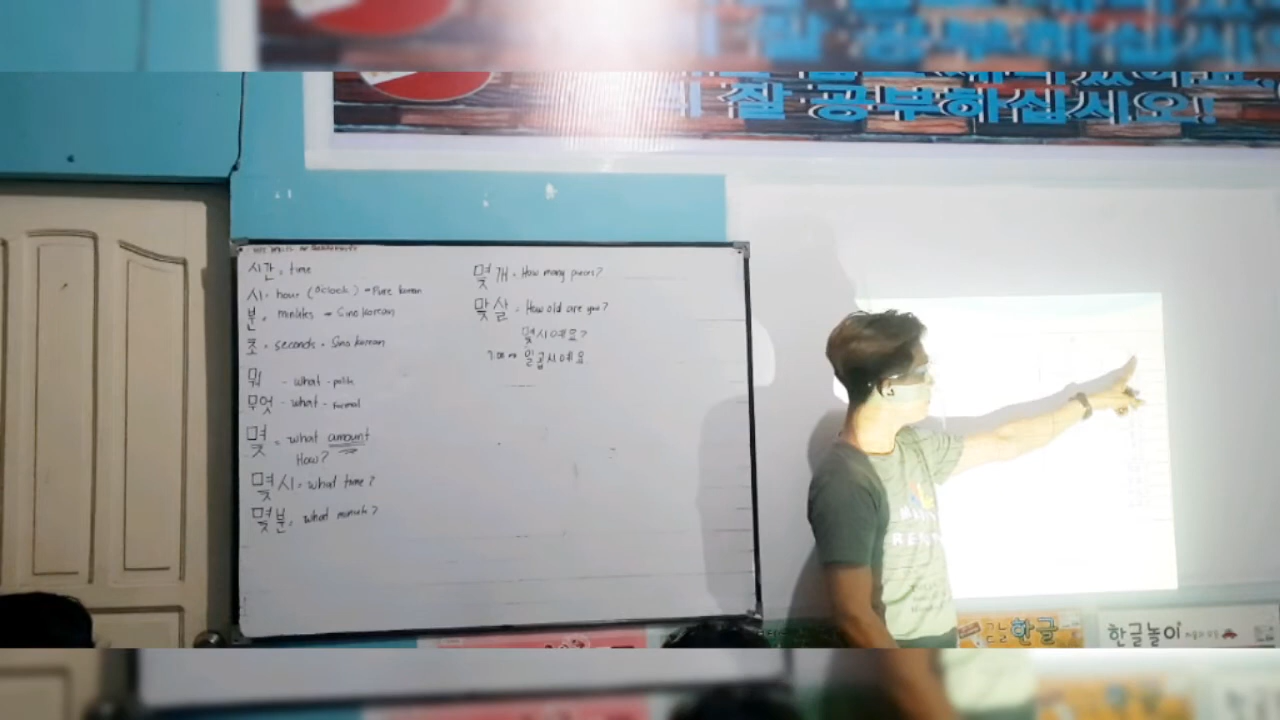 잘 공부하십시오!
시간 = time
시 = hour (o'clock) - Pure korean
분 = minutes - Sino korean
초 = seconds - Sino korean
뭐 - what - polite
무엇 - what - formal
몇 = what amount
How?
몇 시 = what time?
몇 분 = what minute?
몇 개 = How many pieces?
맟 살 = How old are you?
몇시예요?
일곱시예요
한글
한글놀이